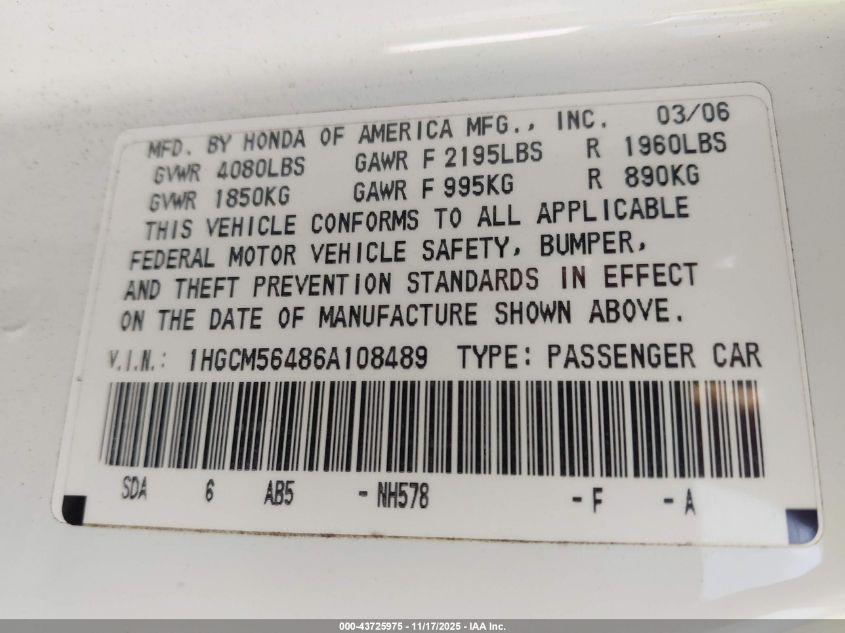 MFD. BY HONDA OF AMERICA MFG., INC. 03/06
GVWR 4080LBS GAWR F 2195LBS R 1960LBS
GVWR 1850KG GAWR F 995KG R 890KG
THIS VEHICLE CONFORMS TO ALL APPLICABLE
FEDERAL MOTOR VEHICLE SAFETY, BUMPER,
AND THEFT PREVENTION STANDARDS IN EFFECT
ON THE DATE OF MANUFACTURE SHOWN ABOVE.
V.I.N.: 1HGCM56486A108489 TYPE: PASSENGER CAR
SDA 6 AB5 - NH578 - F - A
000-43725975 - 11/17/2025 - IAA Inc.